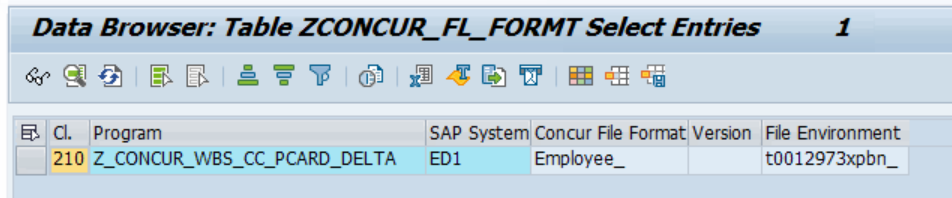 Data Browser: Table ZCONCUR_FL_FORMT Select Entries 1
Cl. Program SAP System Concur File Format Version File Environment
210 Z_CONCUR_WBS_CC_PCARD_DELTA ED1 Employee_ t0012973xpbn_